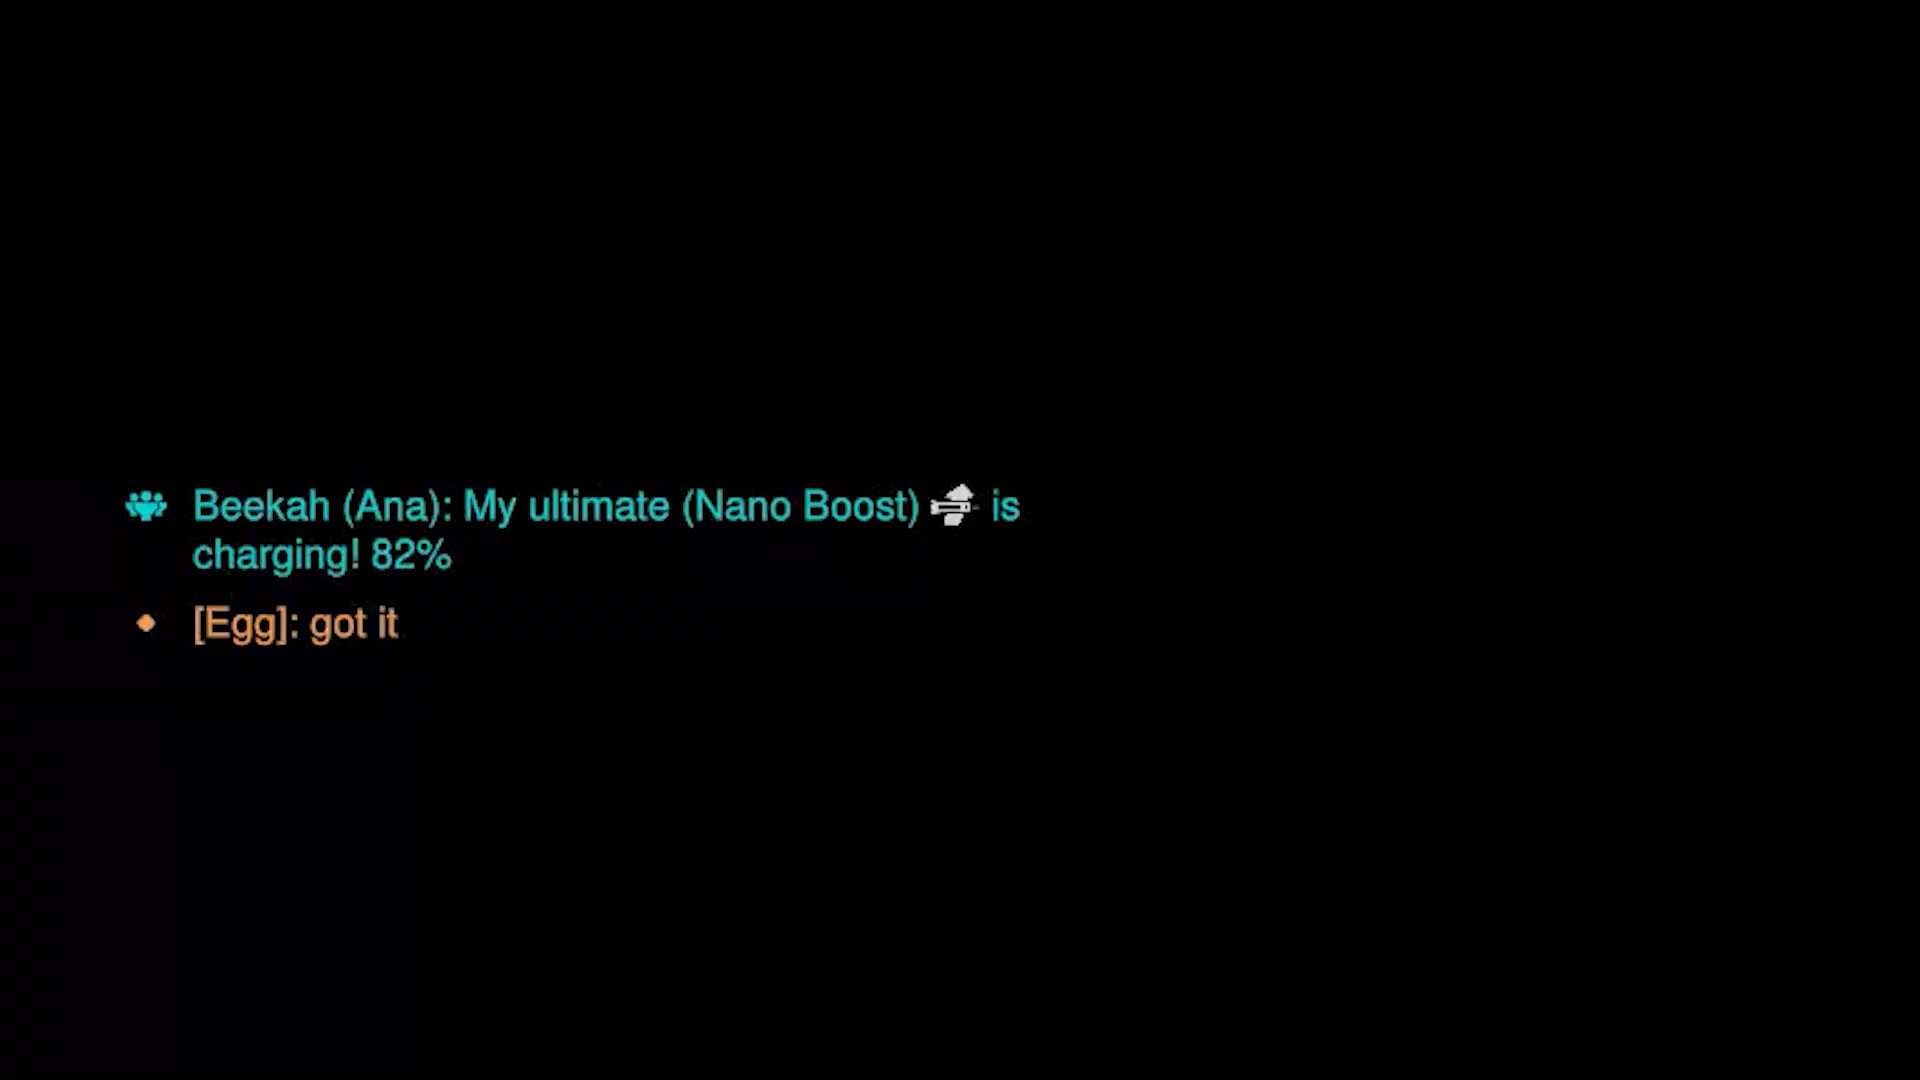 Beekah (Ana): My ultimate (Nano Boost) is
charging! 82%
[Egg]: got it